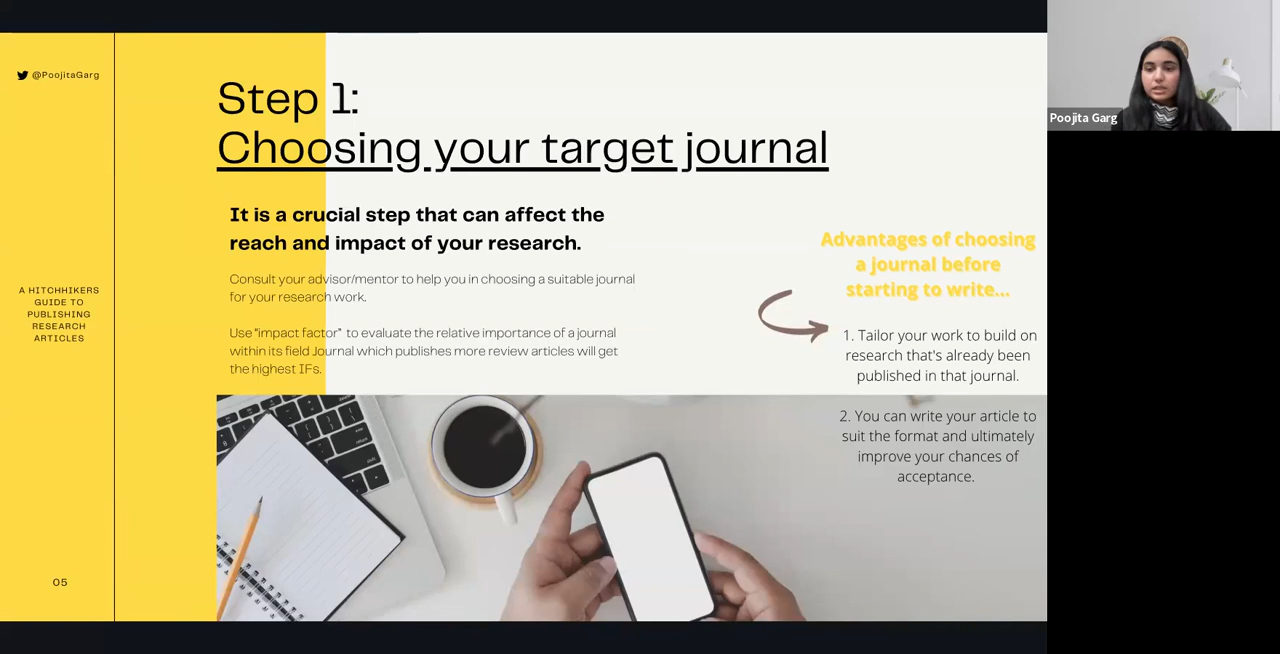 @PoojitaGarg
A HITCHHIKERS
GUIDE TO
PUBLISHING
RESEARCH
ARTICLES
05
Step 1:
Choosing your target journal
It is a crucial step that can affect the
reach and impact of your research.
Consult your advisor/mentor to help you in choosing a suitable journal
for your research work.
Use "impact factor" to evaluate the relative importance of a journal
within its field Journal which publishes more review articles will get
the highest IFs.
Advantages of choosing
a journal before
starting to write...
1. Tailor your work to build on
research that's already been
published in that journal.
2. You can write your article to
suit the format and ultimately
improve your chances of
acceptance.
Poojita Garg